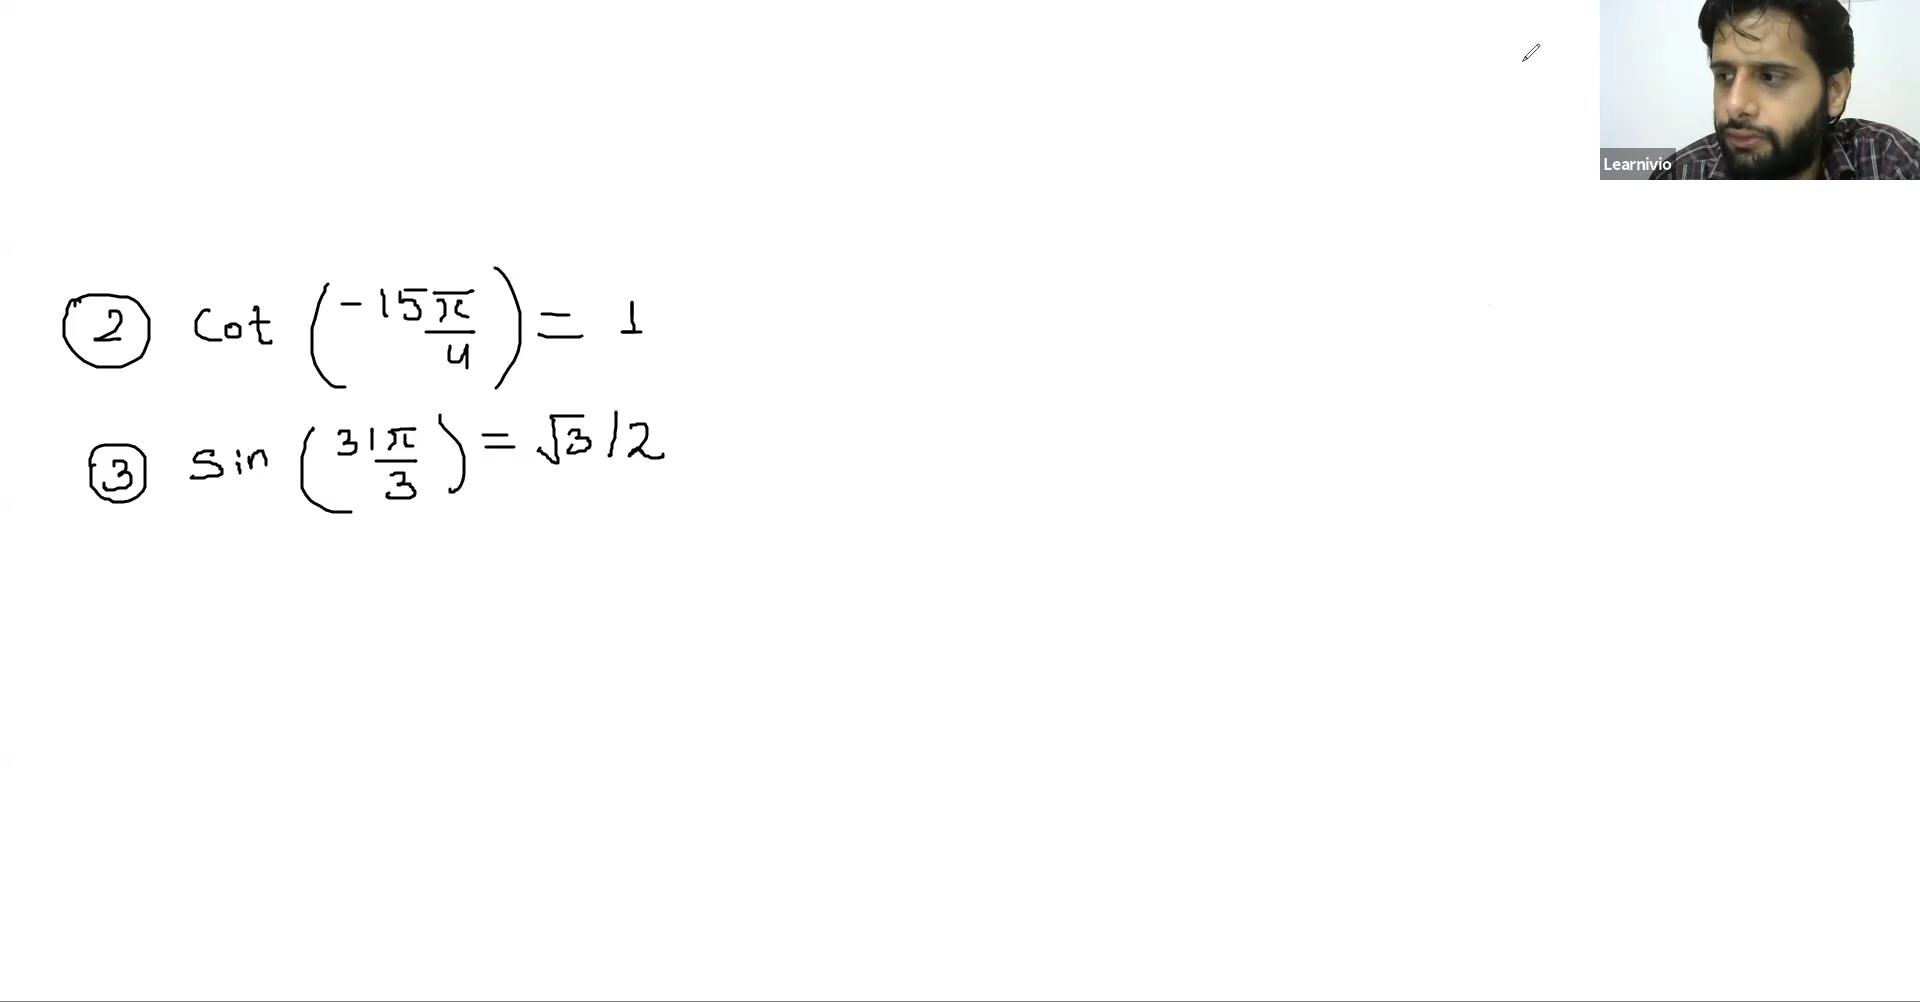 Learnivio
② cot (-15π/4) = 1
③ sin (31π/3) = √3/2